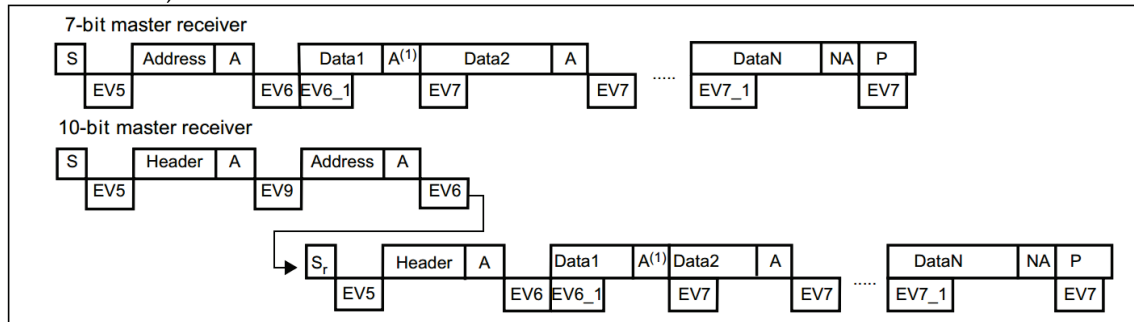 7-bit master receiver
S Address A Data1 A(1) Data2 A ..... DataN NA P
EV5 EV6 EV6_1 EV7 EV7 EV7_1 EV7
10-bit master receiver
S Header A Address A
EV5 EV9 EV6
Sr Header A Data1 A(1) Data2 A ..... DataN NA P
EV5 EV6 EV6_1 EV7 EV7 EV7_1 EV7